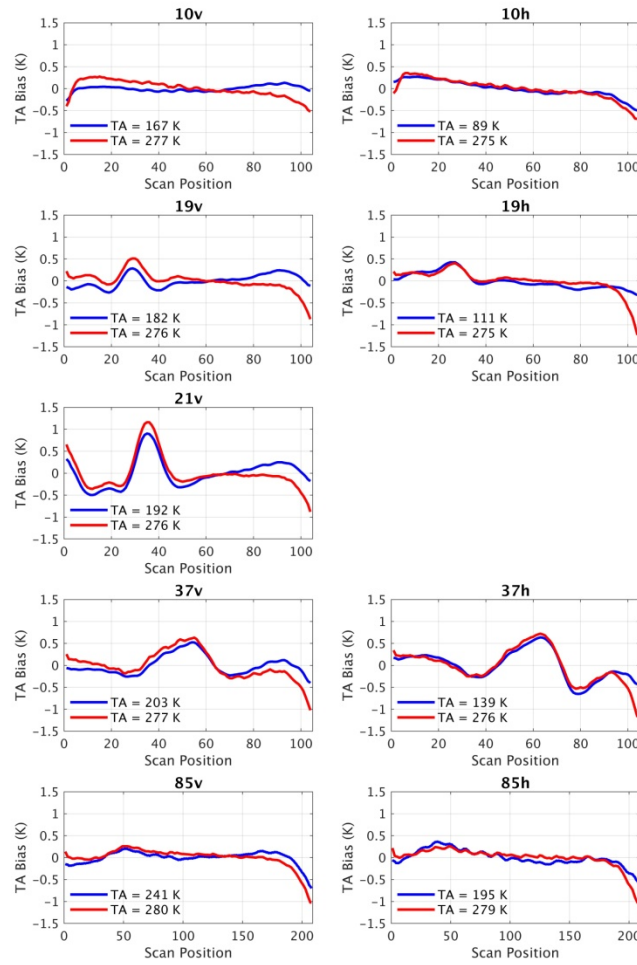 10v
1.5
1
0.5
0
−0.5
−1
−1.5
TA Bias (K)
TA = 167 K
TA = 277 K
0 20 40 60 80 100
Scan Position
10h
1.5
1
0.5
0
-0.5
-1
-1.5
TA Bias (K)
TA = 89 K
TA = 275 K
0 20 40 60 80 100
Scan Position
19v
1.5
1
0.5
0
-0.5
-1
-1.5
TA Bias (K)
TA = 182 K
TA = 276 K
0 20 40 60 80 100
Scan Position
19h
1.5
1
0.5
0
-0.5
-1
-1.5
TA Bias (K)
TA = 111 K
TA = 275 K
0 20 40 60 80 100
Scan Position
21v
1.5
1
0.5
0
-0.5
-1
-1.5
TA Bias (K)
TA = 192 K
TA = 276 K
0 20 40 60 80 100
Scan Position
37v
1.5
1
0.5
0
-0.5
-1
-1.5
TA Bias (K)
TA = 203 K
TA = 277 K
0 20 40 60 80 100
Scan Position
37h
1.5
1
0.5
0
-0.5
-1
-1.5
TA Bias (K)
TA = 139 K
TA = 276 K
0 20 40 60 80 100
Scan Position
85v
1.5
1
0.5
0
-0.5
-1
-1.5
TA Bias (K)
TA = 241 K
TA = 280 K
0 50 100 150 200
Scan Position
85h
1.5
1
0.5
0
-0.5
-1
-1.5
TA Bias (K)
TA = 195 K
TA = 279 K
0 50 100 150 200
Scan Position